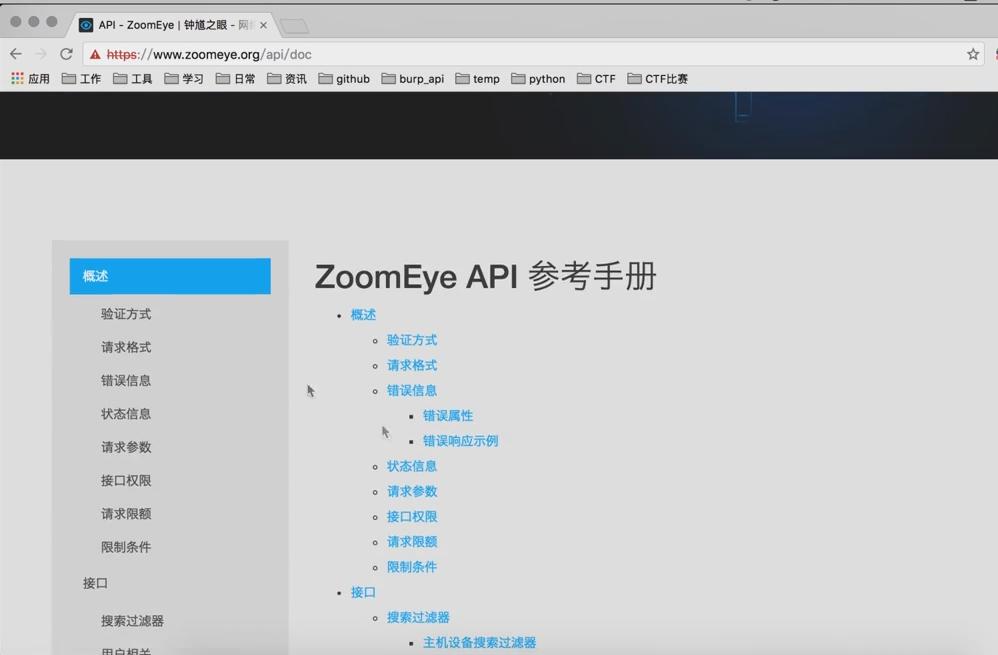 API - ZoomEye | 钟馗之眼 - 网
https://www.zoomeye.org/api/doc
应用 工作 工具 学习 日常 资讯 github burp_api temp python CTF CTF比赛
概述
验证方式
请求格式
错误信息
状态信息
请求参数
接口权限
请求限额
限制条件
接口
搜索过滤器
用户相关
ZoomEye API 参考手册
概述
验证方式
请求格式
错误信息
错误属性
错误响应示例
状态信息
请求参数
接口权限
请求限额
限制条件
接口
搜索过滤器
主机设备搜索过滤器